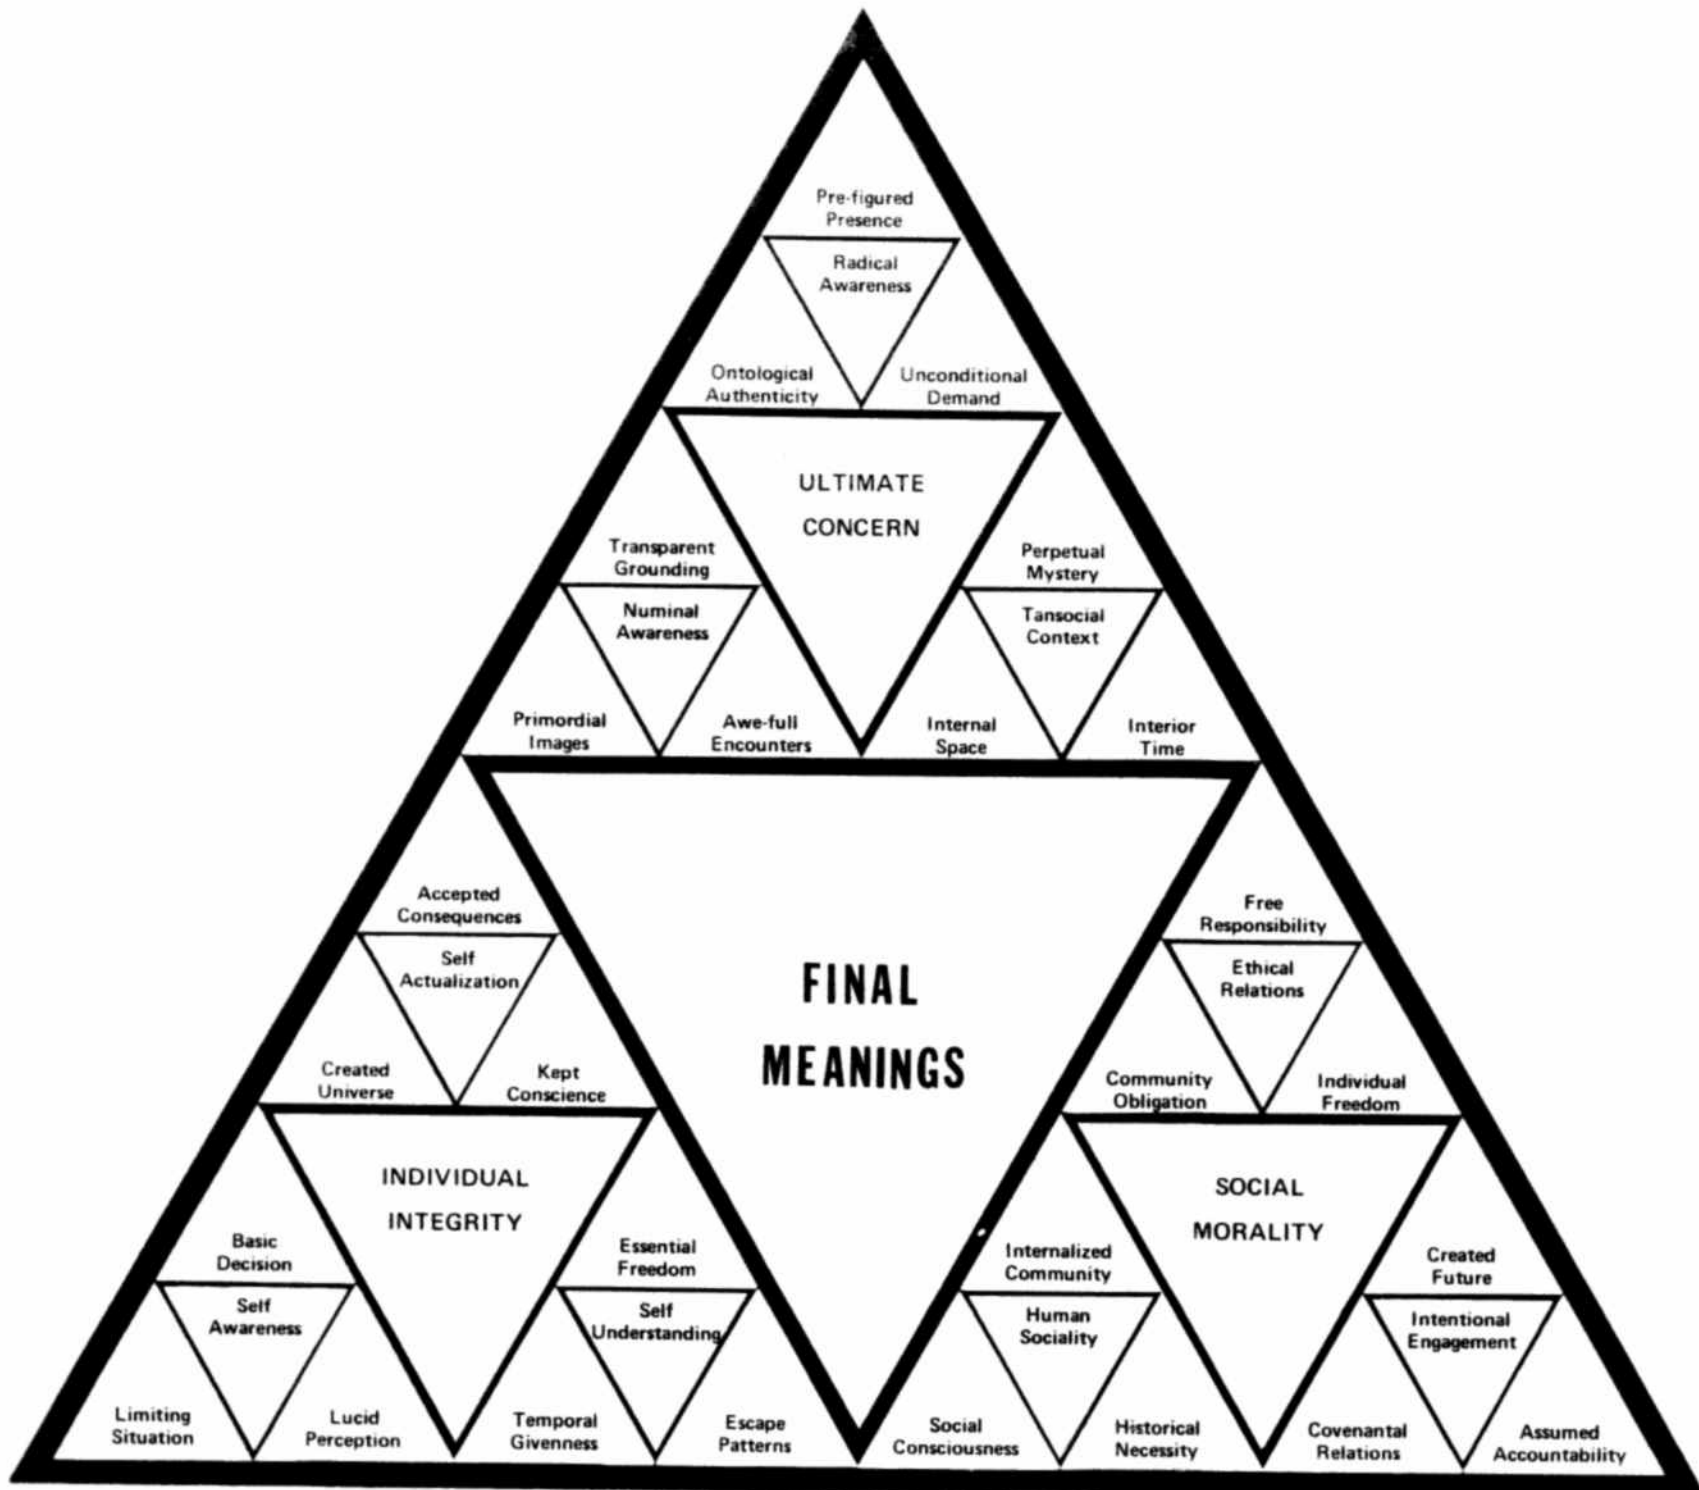 Pre-figured
Presence
Radical
Awareness
Ontological
Authenticity
Unconditional
Demand
ULTIMATE
CONCERN
Transparent
Grounding
Numinal
Awareness
Primordial
Images
Awe-full
Encounters
Perpetual
Mystery
Tansocial
Context
Internal
Space
Interior
Time
FINAL
MEANINGS
Accepted
Consequences
Self
Actualization
Created
Universe
Kept
Conscience
INDIVIDUAL
INTEGRITY
Basic
Decision
Self
Awareness
Limiting
Situation
Lucid
Perception
Essential
Freedom
Self
Understanding
Temporal
Givenness
Escape
Patterns
Free
Responsibility
Ethical
Relations
Community
Obligation
Individual
Freedom
SOCIAL
MORALITY
Internalized
Community
Human
Sociality
Social
Consciousness
Historical
Necessity
Created
Future
Intentional
Engagement
Covenantal
Relations
Assumed
Accountability